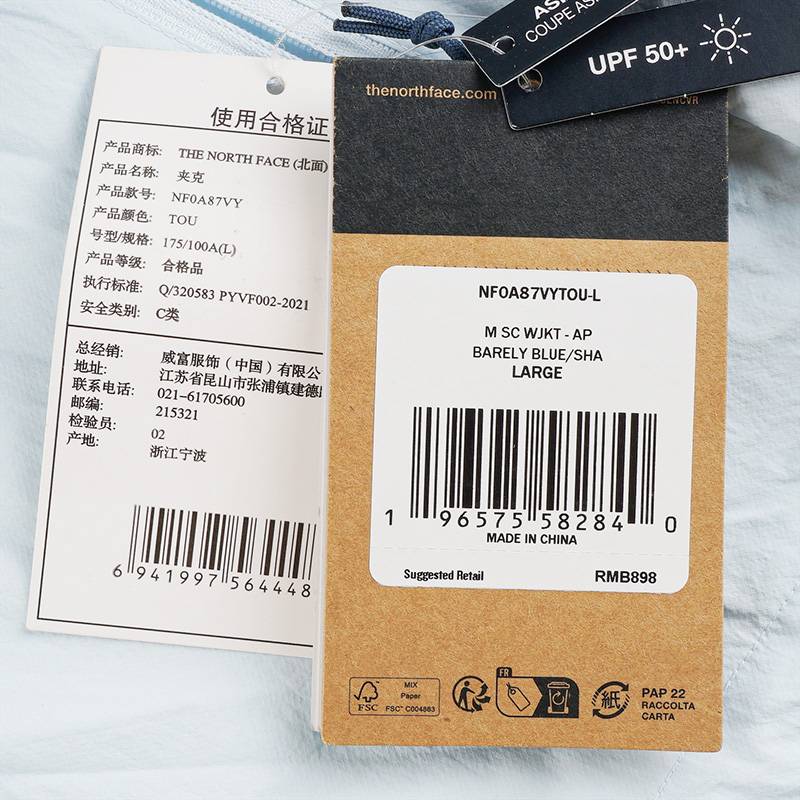 使用合格证
产品商标: THE NORTH FACE (北面)
产品名称: 夹克
产品款号: NF0A87VY
产品颜色: TOU
号型/规格: 175/100A(L)
产品等级: 合格品
执行标准: Q/320583 PYVF002-2021
安全类别: C类
总经销: 威富服饰（中国）有限公
地址: 江苏省昆山市张浦镇建德
联系电话: 021-61705600
邮编: 215321
检验员: 02
产地: 浙江宁波
6 941997 564448
thenorthface.com
COUPE
UPF 50+
NF0A87VYTOU-L
M SC WJKT - AP
BARELY BLUE/SHA
LARGE
1 96575 58284 0
MADE IN CHINA
Suggested Retail RMB898
FSC
MIX
Paper
FSC™ C004883
FR
紙
PAP 22
RACCOLTA
CARTA